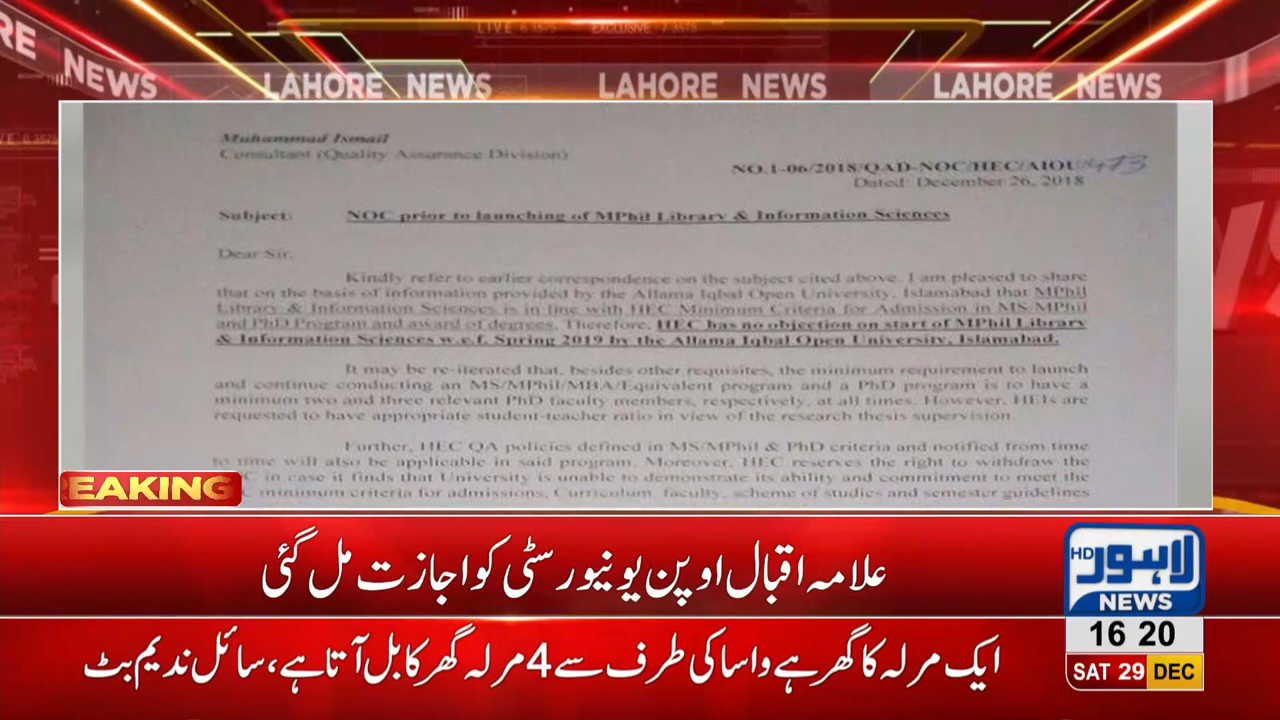 LIVE 6.3575 EXCLUSIVE 7.3575
NEWS
LAHORE NEWS
LAHORE NEWS
LAHORE NEWS
Muhammad Ismail
Consultant (Quality Assurance Division)
NO.1-06/2018/QAD-NOC/HEC/AIOU/473
Dated: December 26, 2018
Subject: NOC prior to launching of MPhil Library & Information Sciences
Dear Sir,
Kindly refer to earlier correspondence on the subject cited above. I am pleased to share
that on the basis of information provided by the Allama Iqbal Open University, Islamabad that MPhil
Library & Information Sciences is in line with HEC Minimum Criteria for Admission in MS/MPhil
and PhD Program and award of degrees. Therefore, HEC has no objection on start of MPhil Library
& Information Sciences w.e.f. Spring 2019 by the Allama Iqbal Open University, Islamabad.
It may be re-iterated that, besides other requisites, the minimum requirement to launch
and continue conducting an MS/MPhil/MBA/Equivalent program and a PhD program is to have a
minimum two and three relevant PhD faculty members, respectively, at all times. However, HEIs are
requested to have appropriate student-teacher ratio in view of the research thesis supervision
Further, HEC QA policies defined in MS/MPhil & PhD criteria and notified from time
to time will also be applicable in said program. Moreover, HEC reserves the right to withdraw the
C in case it finds that University is unable to demonstrate its ability and commitment to meet the
C minimum criteria for admissions, Curriculum, faculty, scheme of studies and semester guidelines
EAKING
علامہ اقبال اوپن یونیورسٹی کو اجازت مل گئی
HD لاہور
NEWS
16 20
ایک مرلہ کا گھر ہے واسا کی طرف سے 4 مرلہ گھر کا بل آتا ہے، سائل ندیم بٹ
SAT 29 DEC